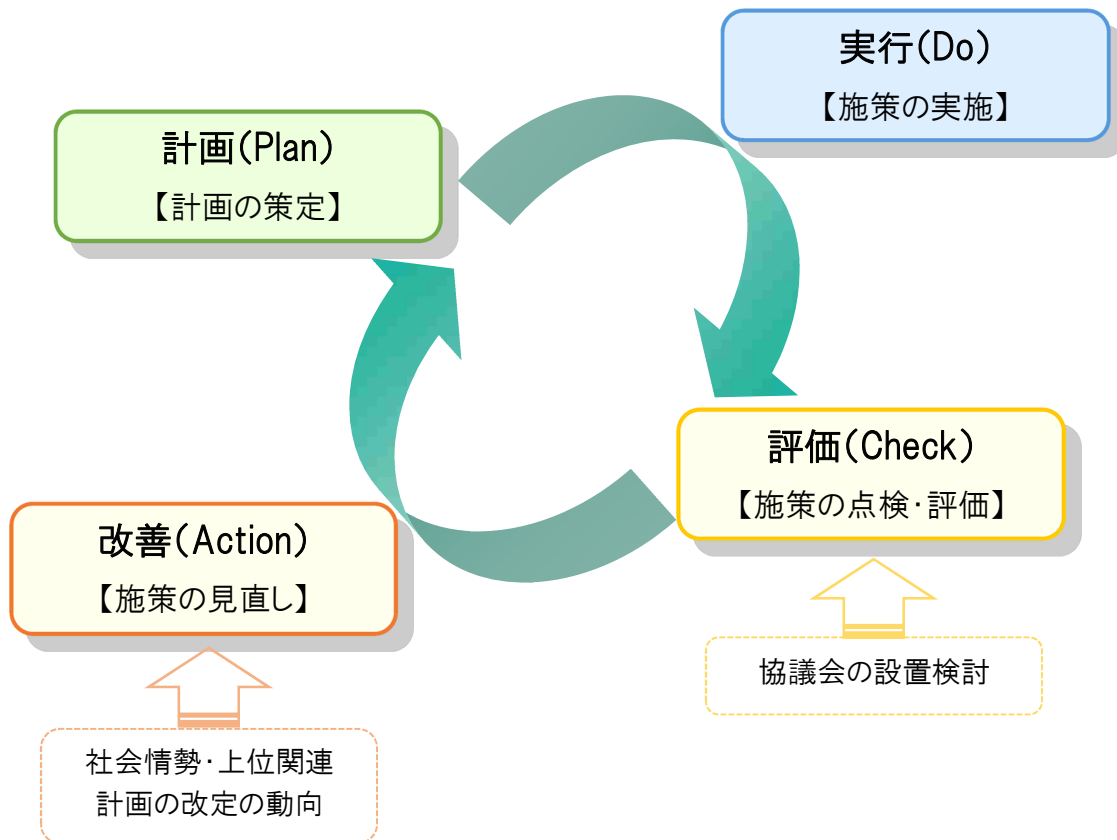 実行(Do)
【施策の実施】
計画(Plan)
【計画の策定】
評価(Check)
【施策の点検・評価】
改善(Action)
【施策の見直し】
協議会の設置検討
社会情勢・上位関連
計画の改定の動向